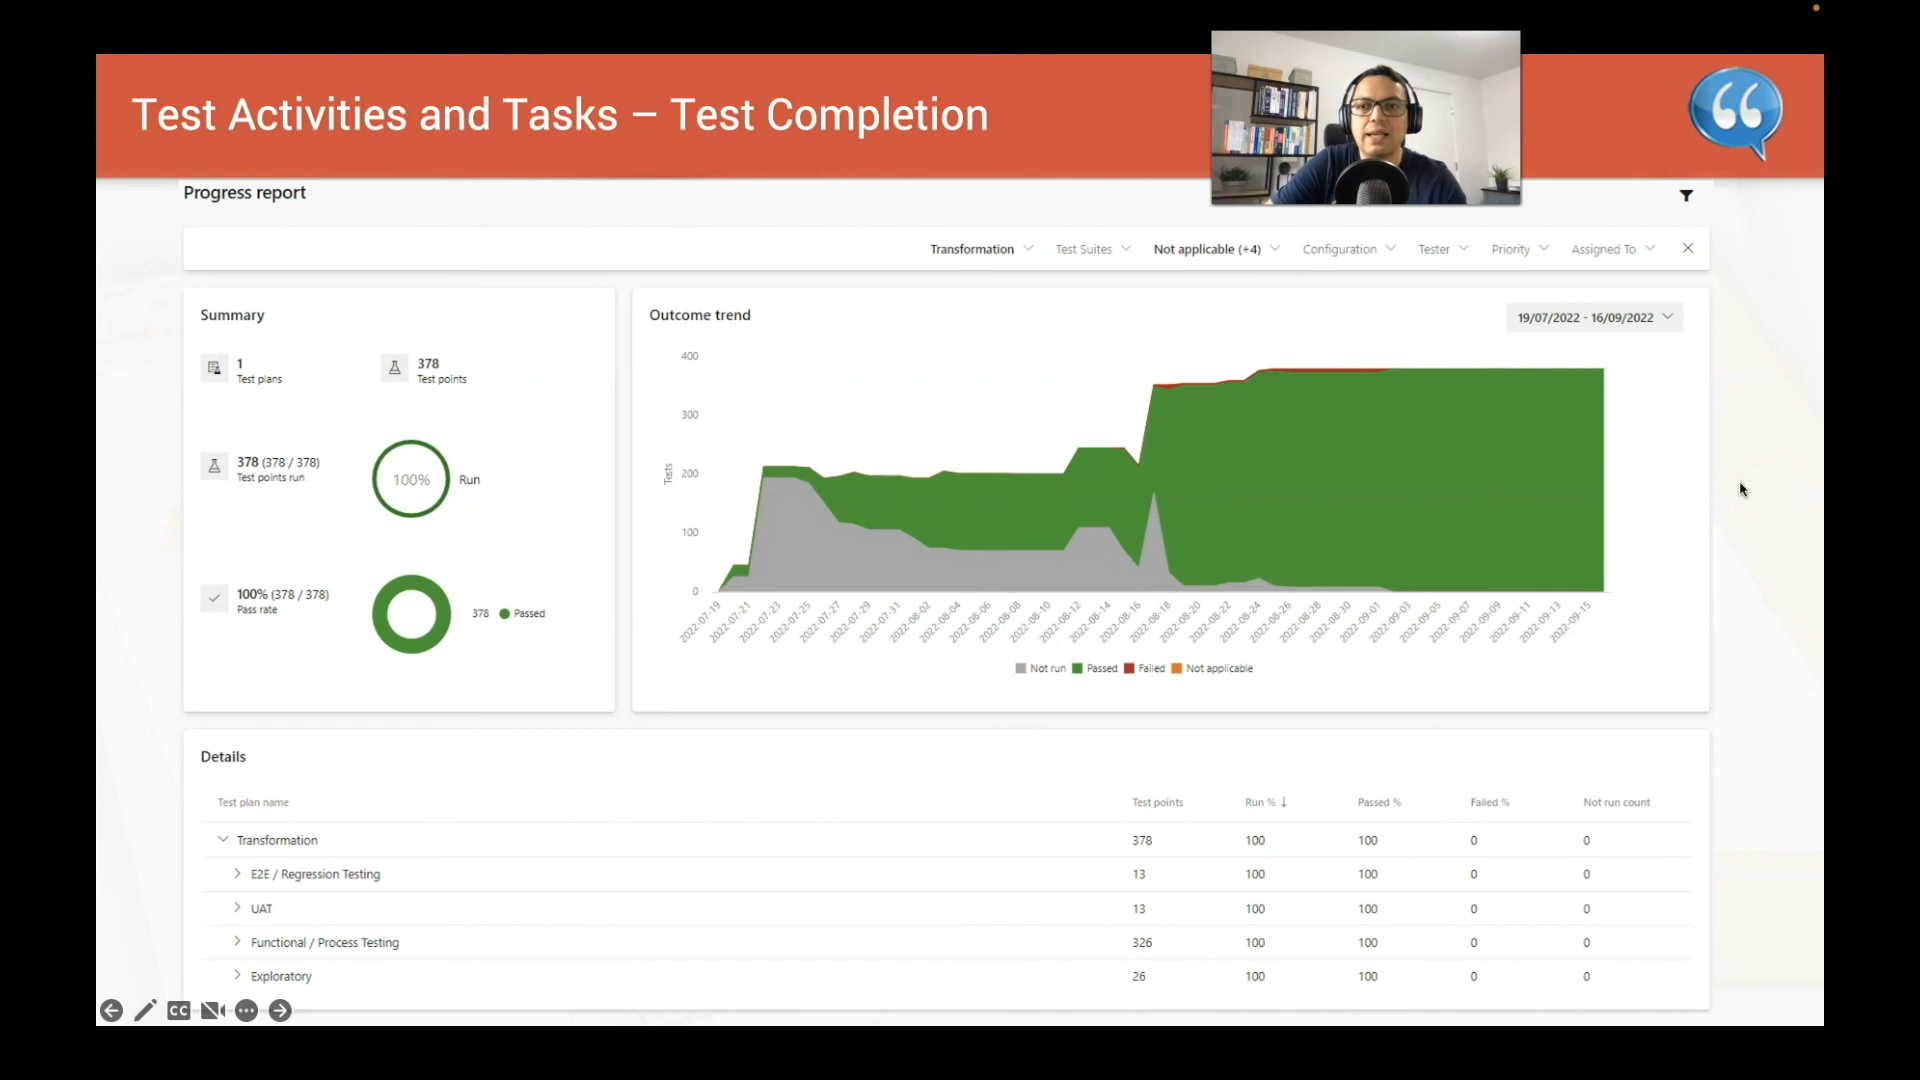 Test Activities and Tasks – Test Completion
Progress report
Transformation Test Suites Not applicable (+4) Configuration Tester Priority Assigned To
Summary
1
Test plans
378
Test points
378 (378 / 378)
Test points run
100%
Run
100% (378 / 378)
Pass rate
378 Passed
Outcome trend
19/07/2022 - 16/09/2022
400
300
200
100
0
Tests
2022-07-19
2022-07-21
2022-07-23
2022-07-25
2022-07-27
2022-07-29
2022-07-31
2022-08-02
2022-08-04
2022-08-06
2022-08-08
2022-08-10
2022-08-12
2022-08-14
2022-08-16
2022-08-18
2022-08-20
2022-08-22
2022-08-24
2022-08-26
2022-08-28
2022-08-30
2022-09-01
2022-09-03
2022-09-05
2022-09-07
2022-09-09
2022-09-11
2022-09-13
2022-09-15
Not run Passed Failed Not applicable
Details
Test plan name Test points Run % ↓ Passed % Failed % Not run count
Transformation 378 100 100 0 0
E2E / Regression Testing 13 100 100 0 0
UAT 13 100 100 0 0
Functional / Process Testing 326 100 100 0 0
Exploratory 26 100 100 0 0
CC